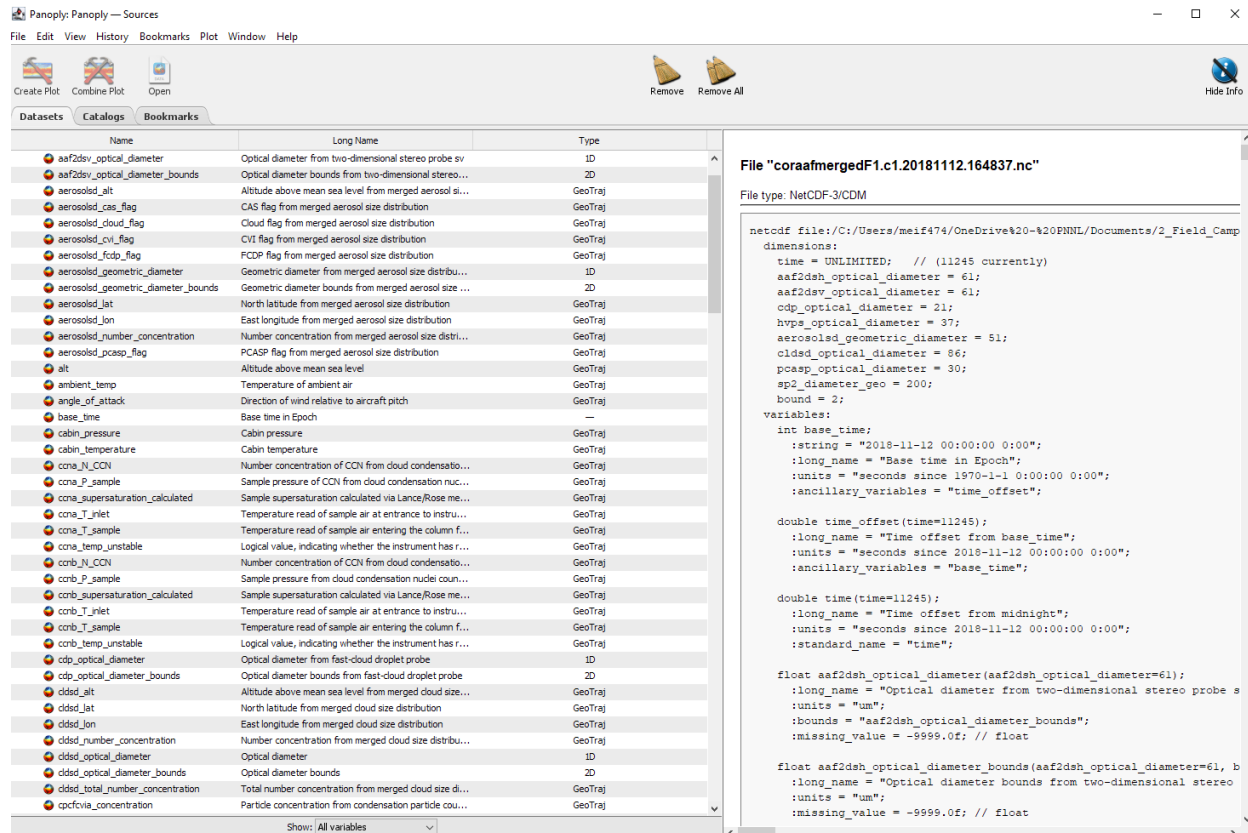 Panoply: Panoply — Sources
File Edit View History Bookmarks Plot Window Help
Create Plot Combine Plot Open Remove Remove All Hide Info
Datasets Catalogs Bookmarks
Name Long Name Type
aaf2dsv_optical_diameter Optical diameter from two-dimensional stereo probe sv 1D
aaf2dsv_optical_diameter_bounds Optical diameter bounds from two-dimensional stereo... 2D
aerosolsd_alt Altitude above mean sea level from merged aerosol si... GeoTraj
aerosolsd_cas_flag CAS flag from merged aerosol size distribution GeoTraj
aerosolsd_cloud_flag Cloud flag from merged aerosol size distribution GeoTraj
aerosolsd_cvi_flag CVI flag from merged aerosol size distribution GeoTraj
aerosolsd_fcdp_flag FCDP flag from merged aerosol size distribution GeoTraj
aerosolsd_geometric_diameter Geometric diameter from merged aerosol size distribu... 1D
aerosolsd_geometric_diameter_bounds Geometric diameter bounds from merged aerosol size ... 2D
aerosolsd_lat North latitude from merged aerosol size distribution GeoTraj
aerosolsd_lon East longitude from merged aerosol size distribution GeoTraj
aerosolsd_number_concentration Number concentration from merged aerosol size distri... GeoTraj
aerosolsd_pcasp_flag PCASP flag from merged aerosol size distribution GeoTraj
alt Altitude above mean sea level GeoTraj
ambient_temp Temperature of ambient air GeoTraj
angle_of_attack Direction of wind relative to aircraft pitch GeoTraj
base_time Base time in Epoch —
cabin_pressure Cabin pressure GeoTraj
cabin_temperature Cabin temperature GeoTraj
ccna_N_CCN Number concentration of CCN from cloud condensatio... GeoTraj
ccna_P_sample Sample pressure of CCN from cloud condensation nuc... GeoTraj
ccna_supersaturation_calculated Sample supersaturation calculated via Lance/Rose me... GeoTraj
ccna_T_inlet Temperature read of sample air at entrance to instru... GeoTraj
ccna_T_sample Temperature read of sample air entering the column f... GeoTraj
ccna_temp_unstable Logical value, indicating whether the instrument has r... GeoTraj
ccnb_N_CCN Number concentration of CCN from cloud condensatio... GeoTraj
ccnb_P_sample Sample pressure from cloud condensation nuclei coun... GeoTraj
ccnb_supersaturation_calculated Sample supersaturation calculated via Lance/Rose me... GeoTraj
ccnb_T_inlet Temperature read of sample air at entrance to instru... GeoTraj
ccnb_T_sample Temperature read of sample air entering the column f... GeoTraj
ccnb_temp_unstable Logical value, indicating whether the instrument has r... GeoTraj
cdp_optical_diameter Optical diameter from fast-cloud droplet probe 1D
cdp_optical_diameter_bounds Optical diameter bounds from fast-cloud droplet probe 2D
cldsd_alt Altitude above mean sea level from merged cloud size... GeoTraj
cldsd_lat North latitude from merged cloud size distribution GeoTraj
cldsd_lon East longitude from merged cloud size distribution GeoTraj
cldsd_number_concentration Number concentration from merged cloud size distribu... GeoTraj
cldsd_optical_diameter Optical diameter 1D
cldsd_optical_diameter_bounds Optical diameter bounds 2D
cldsd_total_number_concentration Total number concentration from merged cloud size di... GeoTraj
cpcfcvia_concentration Particle concentration from condensation particle cou... GeoTraj
Show: All variables
File "coraafmergedF1.c1.20181112.164837.nc"
File type: NetCDF-3/CDM
netcdf file:/C:/Users/meif474/OneDrive%20-%20PNNL/Documents/2_Field_Camp
dimensions:
time = UNLIMITED; // (11245 currently)
aaf2dsh_optical_diameter = 61;
aaf2dsv_optical_diameter = 61;
cdp_optical_diameter = 21;
hvps_optical_diameter = 37;
aerosolsd_geometric_diameter = 51;
cldsd_optical_diameter = 86;
pcasp_optical_diameter = 30;
sp2_diameter_geo = 200;
bound = 2;
variables:
int base_time;
:string = "2018-11-12 00:00:00 0:00";
:long_name = "Base time in Epoch";
:units = "seconds since 1970-1-1 0:00:00 0:00";
:ancillary_variables = "time_offset";
double time_offset(time=11245);
:long_name = "Time offset from base_time";
:units = "seconds since 2018-11-12 00:00:00 0:00";
:ancillary_variables = "base_time";
double time(time=11245);
:long_name = "Time offset from midnight";
:units = "seconds since 2018-11-12 00:00:00 0:00";
:standard_name = "time";
float aaf2dsh_optical_diameter(aaf2dsh_optical_diameter=61);
:long_name = "Optical diameter from two-dimensional stereo probe s
:units = "um";
:bounds = "aaf2dsh_optical_diameter_bounds";
:missing_value = -9999.0f; // float
float aaf2dsh_optical_diameter_bounds(aaf2dsh_optical_diameter=61, b
:long_name = "Optical diameter bounds from two-dimensional stereo
:units = "um";
:missing_value = -9999.0f; // float